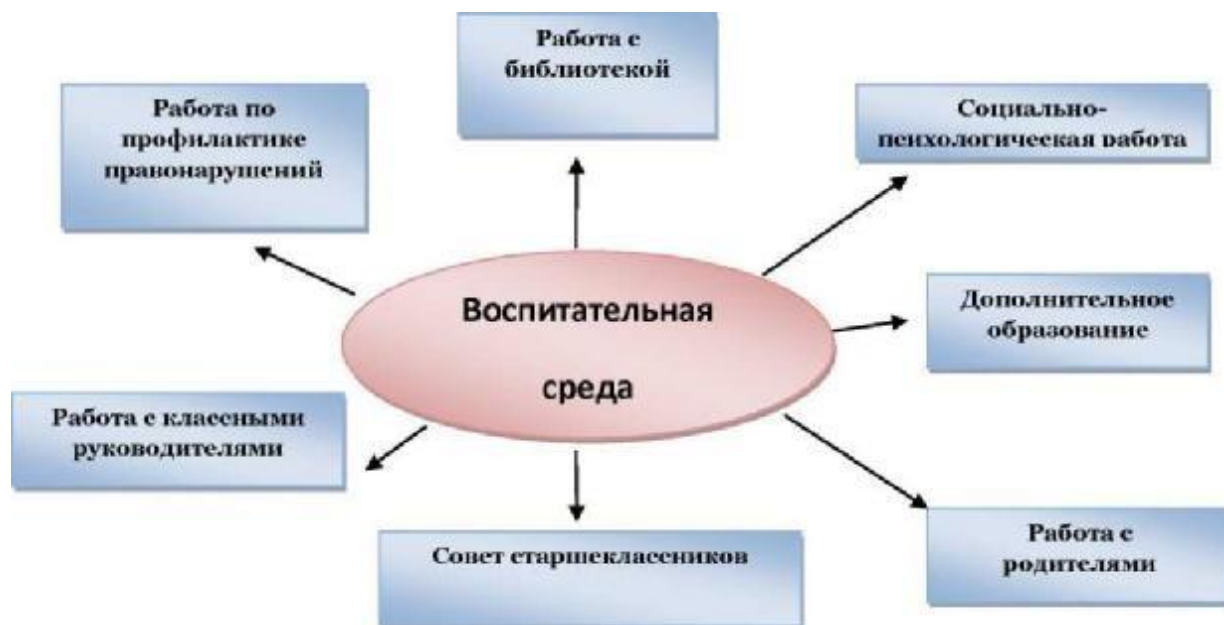 Работа с
библиотекой
Работа по
профилактике
правонарушений
Социально-
психологическая работа
Воспитательная
среда
Дополнительное
образование
Работа с классными
руководителями
Совет старшеклассников
Работа с
родителями